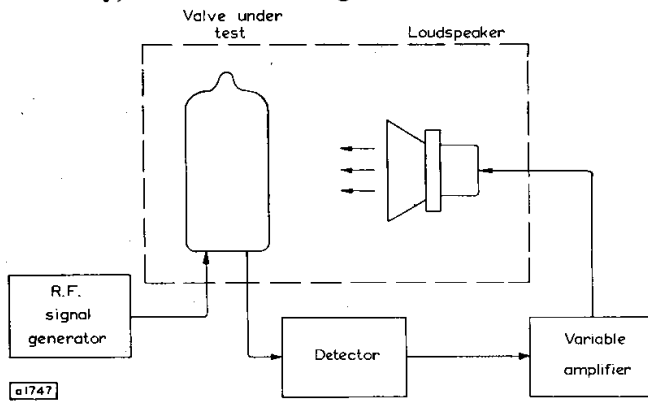 Valve under
test
Loudspeaker
R.F.
signal
generator
Detector
Variable
amplifier
a1747